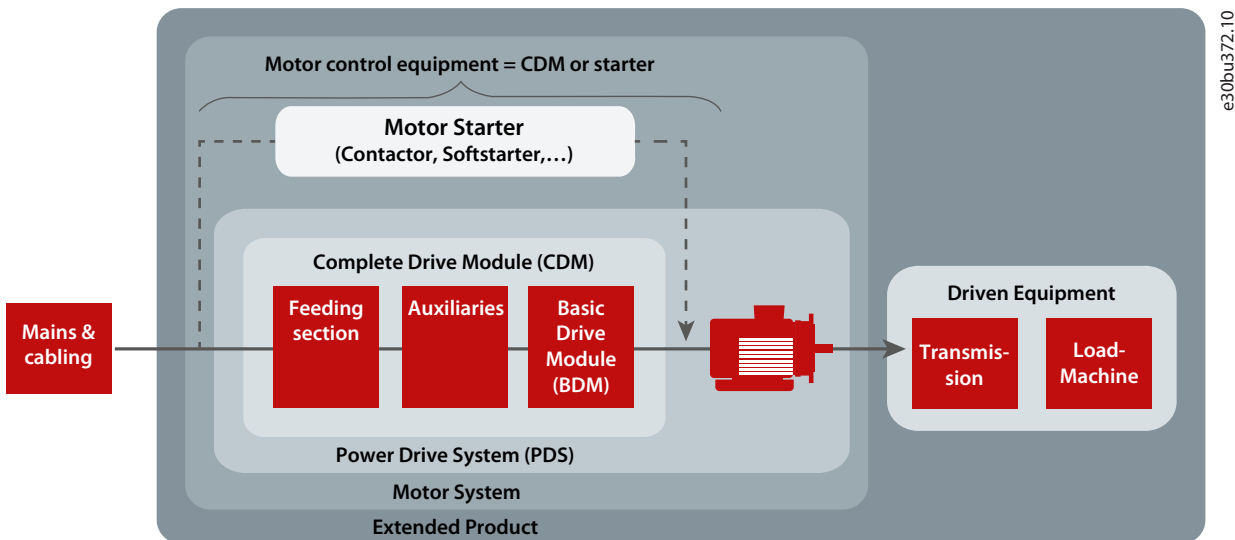 e30bu372.10
Motor control equipment = CDM or starter
Motor Starter
(Contactor, Softstarter,...)
Complete Drive Module (CDM)
Feeding
section
Auxiliaries
Basic
Drive
Module
(BDM)
Mains &
cabling
Driven Equipment
Transmis-
sion
Load-
Machine
Power Drive System (PDS)
Motor System
Extended Product